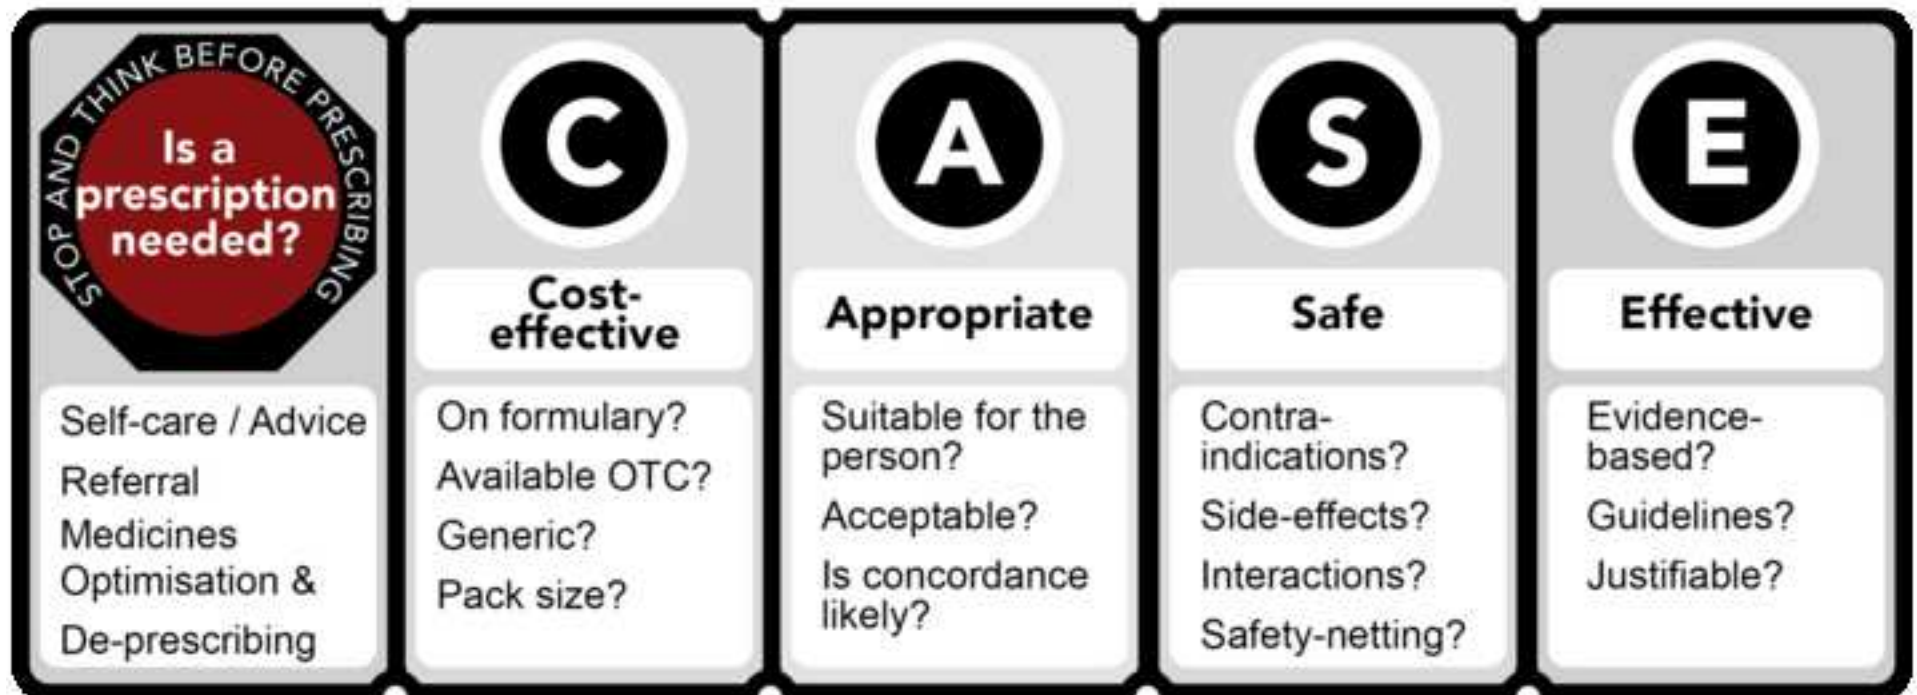 STOP AND THINK BEFORE PRESCRIBING
Is a
prescription
needed?
Self-care / Advice
Referral
Medicines
Optimisation &
De-prescribing
C
Cost-
effective
On formulary?
Available OTC?
Generic?
Pack size?
A
Appropriate
Suitable for the
person?
Acceptable?
Is concordance
likely?
S
Safe
Contra-
indications?
Side-effects?
Interactions?
Safety-netting?
E
Effective
Evidence-
based?
Guidelines?
Justifiable?